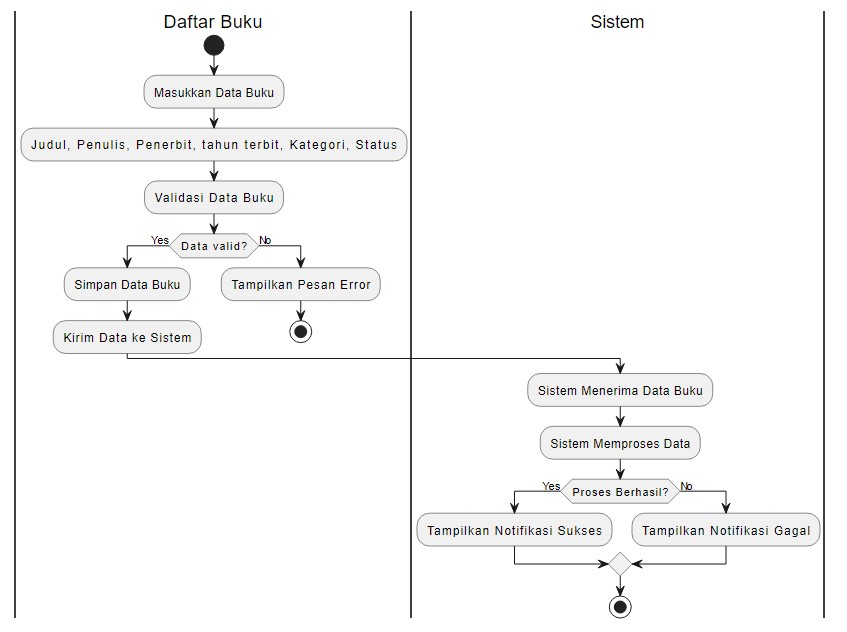 Daftar Buku
Sistem
Masukkan Data Buku
Judul, Penulis, Penerbit, tahun terbit, Kategori, Status
Validasi Data Buku
Yes
Data valid?
No
Simpan Data Buku
Tampilkan Pesan Error
Kirim Data ke Sistem
Sistem Menerima Data Buku
Sistem Memproses Data
Yes
Proses Berhasil?
No
Tampilkan Notifikasi Sukses
Tampilkan Notifikasi Gagal